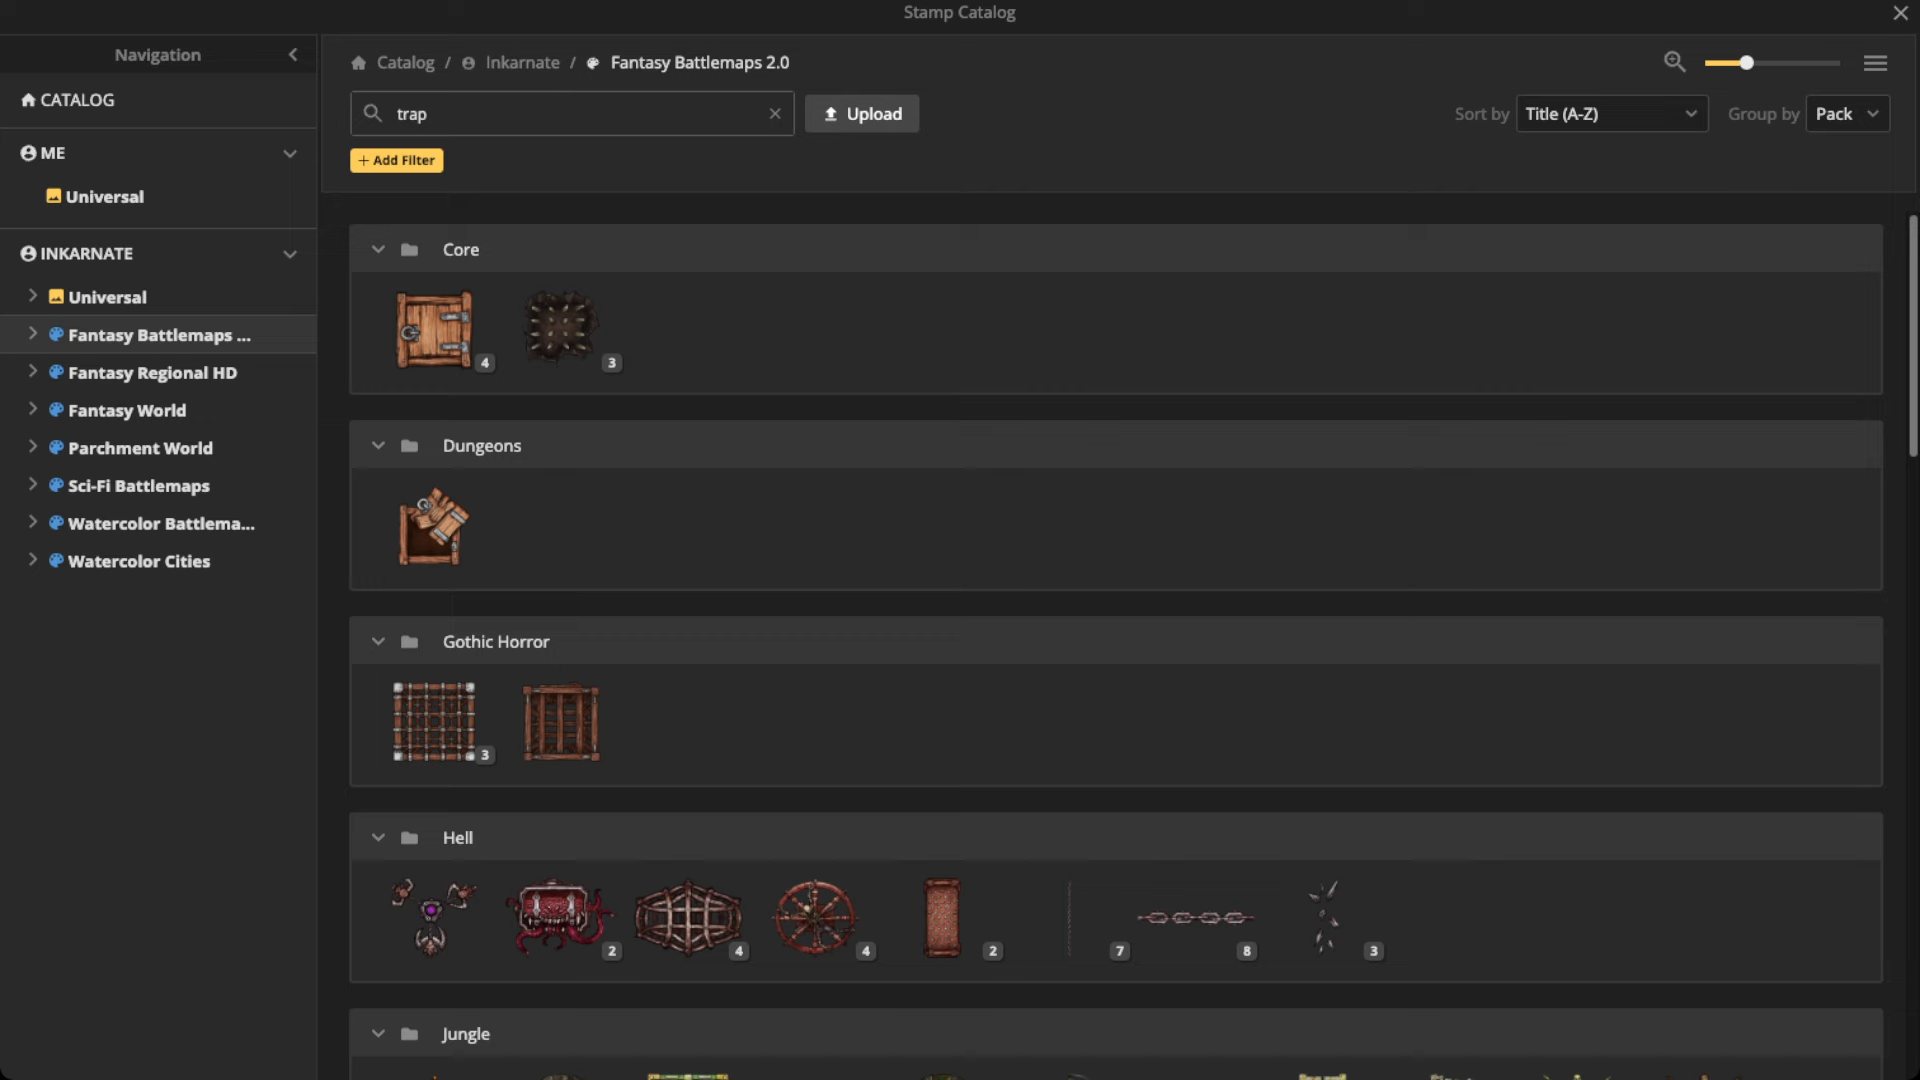 Stamp Catalog
Navigation
CATALOG
ME
Universal
INKARNATE
Universal
Fantasy Battlemaps ...
Fantasy Regional HD
Fantasy World
Parchment World
Sci-Fi Battlemaps
Watercolor Battlema...
Watercolor Cities
Catalog / Inkarnate / Fantasy Battlemaps 2.0
trap
Upload
Sort by Title (A-Z) Group by Pack
+ Add Filter
Core
4 3
Dungeons
Gothic Horror
3
Hell
2 4 4 2 7 8 3
Jungle